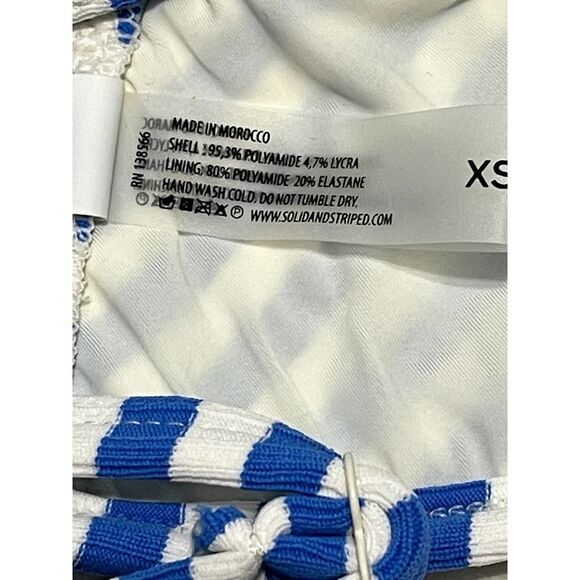 MADE IN MOROCCO
SHELL : 95,3% POLYAMIDE 4,7% LYCRA
LINING: 80% POLYAMIDE 20% ELASTANE
HAND WASH COLD. DO NOT TUMBLE DRY.
WWW.SOLIDANDSTRIPED.COM
RN 138566
XS